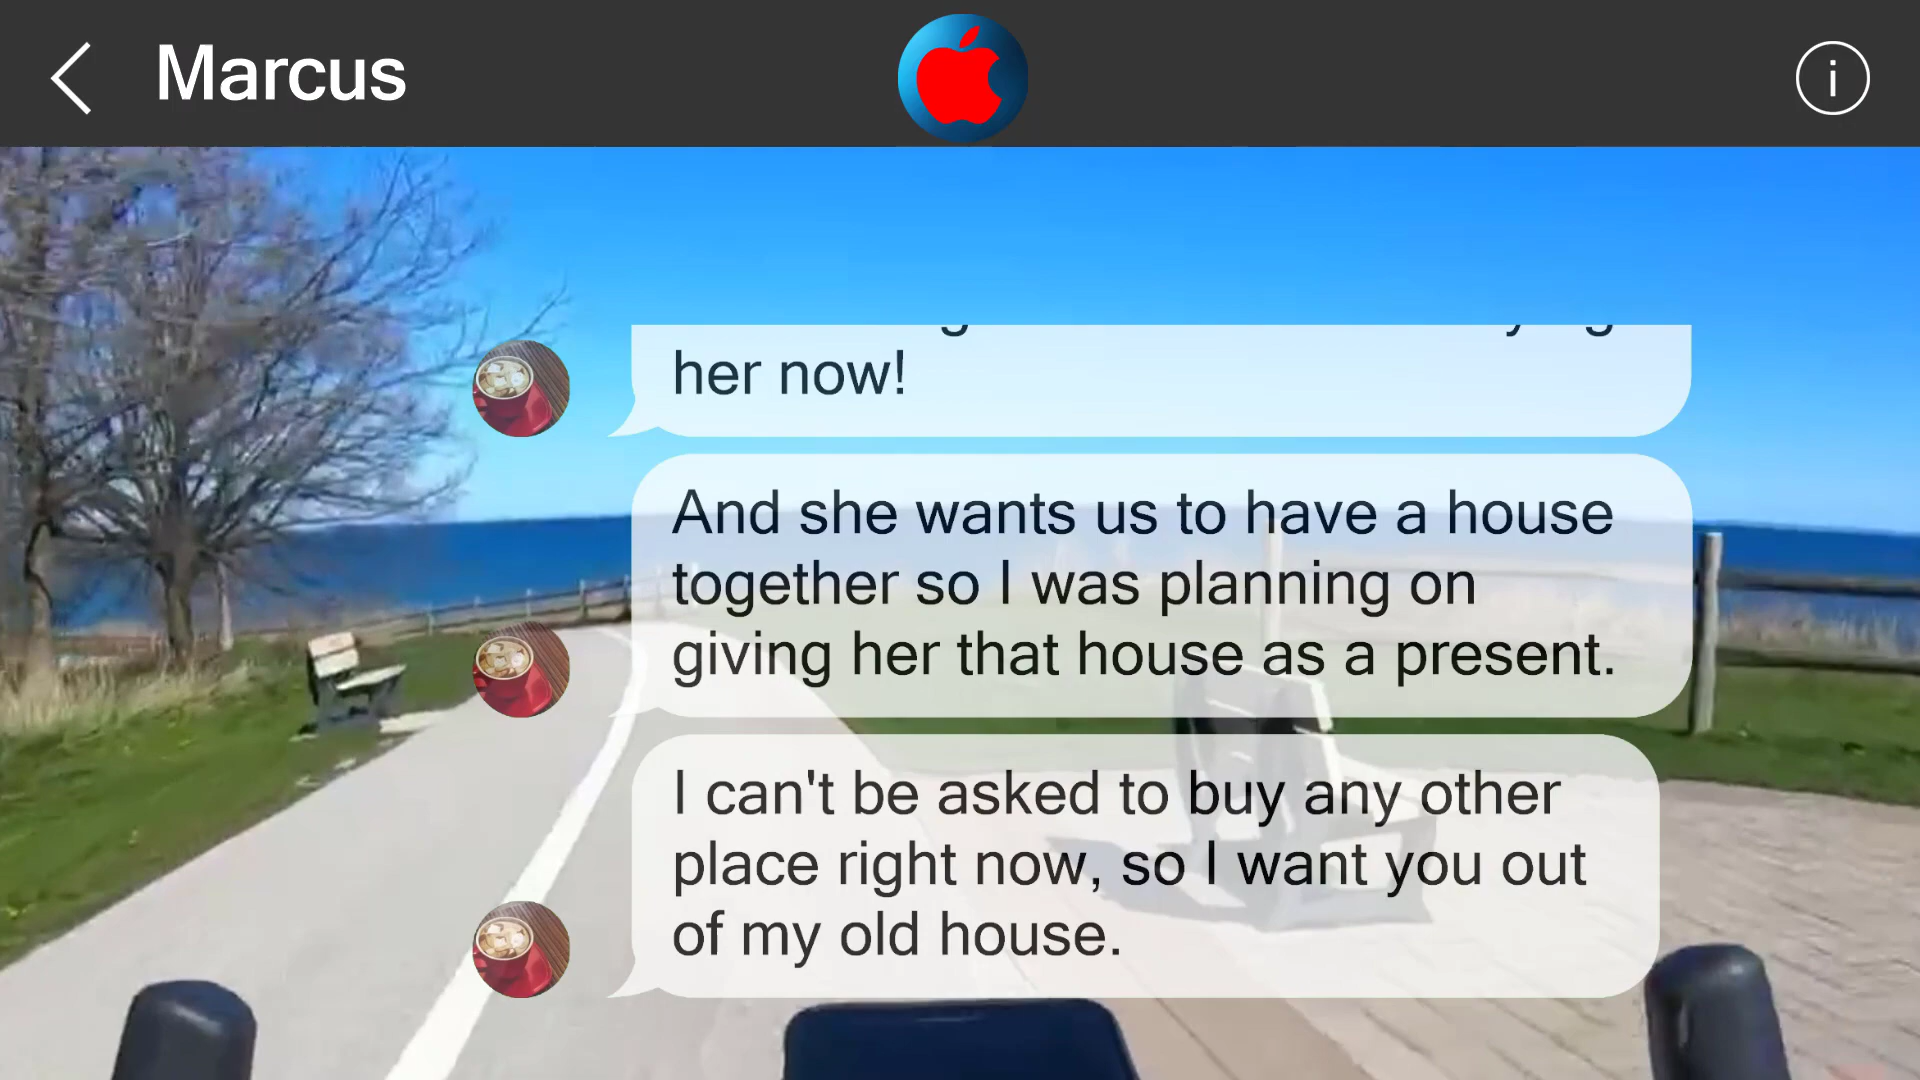 Marcus
her now!
And she wants us to have a house
together so I was planning on
giving her that house as a present.
I can't be asked to buy any other
place right now, so I want you out
of my old house.